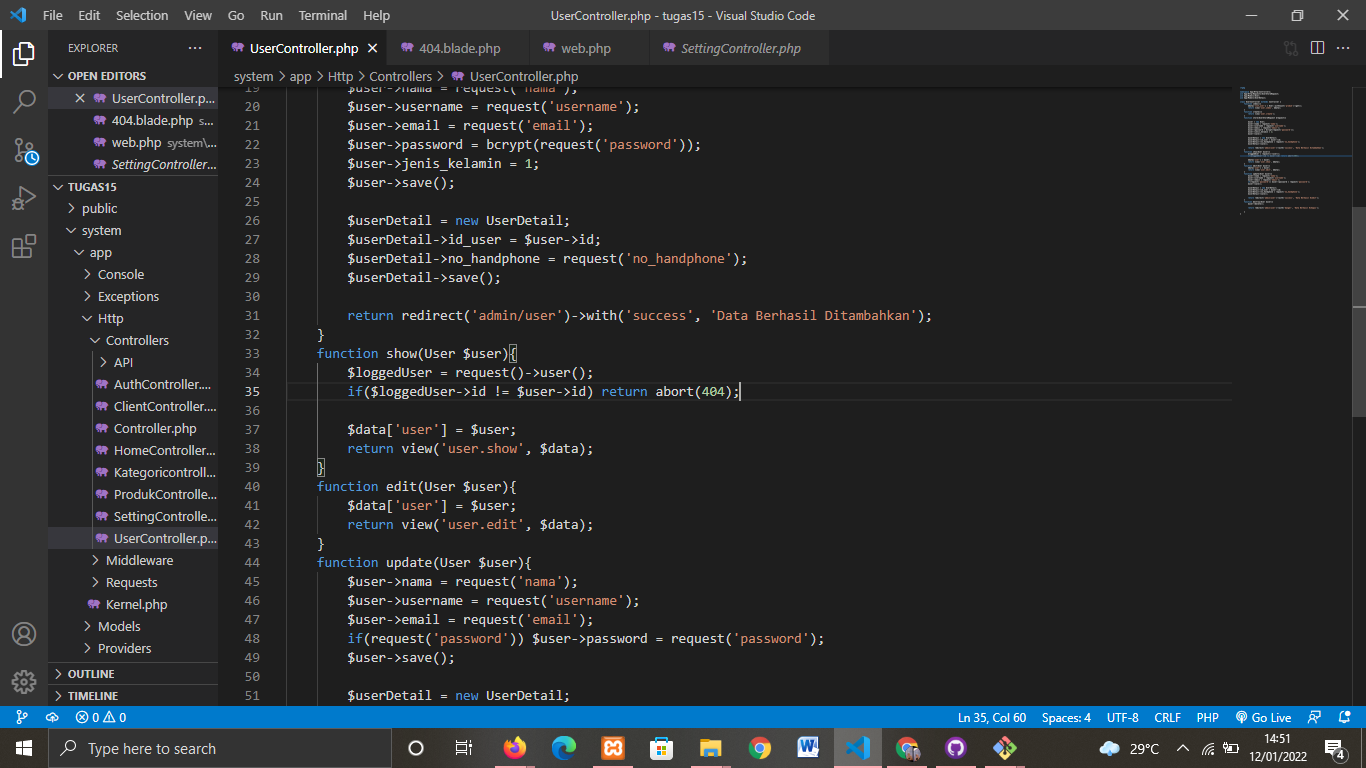 File Edit Selection View Go Run Terminal Help UserController.php - tugas15 - Visual Studio Code
EXPLORER
UserController.php 404.blade.php web.php SettingController.php
OPEN EDITORS
UserController.p...
404.blade.php s...
web.php system\...
SettingController...
TUGAS15
public
system
app
Console
Exceptions
Http
Controllers
API
AuthController....
ClientController....
Controller.php
HomeController...
Kategoricontroll...
ProdukControlle...
SettingControlle...
UserController.p...
Middleware
Requests
Kernel.php
Models
Providers
OUTLINE
TIMELINE
system > app > Http > Controllers > UserController.php
19 $user->nama = request('nama');
20 $user->username = request('username');
21 $user->email = request('email');
22 $user->password = bcrypt(request('password'));
23 $user->jenis_kelamin = 1;
24 $user->save();
25
26 $userDetail = new UserDetail;
27 $userDetail->id_user = $user->id;
28 $userDetail->no_handphone = request('no_handphone');
29 $userDetail->save();
30
31 return redirect('admin/user')->with('success', 'Data Berhasil Ditambahkan');
32 }
33 function show(User $user){
34 $loggedUser = request()->user();
35 if($loggedUser->id != $user->id) return abort(404);
36
37 $data['user'] = $user;
38 return view('user.show', $data);
39 }
40 function edit(User $user){
41 $data['user'] = $user;
42 return view('user.edit', $data);
43 }
44 function update(User $user){
45 $user->nama = request('nama');
46 $user->username = request('username');
47 $user->email = request('email');
48 if(request('password')) $user->password = request('password');
49 $user->save();
50
51 $userDetail = new UserDetail;
0 0 Ln 35, Col 60 Spaces: 4 UTF-8 CRLF PHP Go Live
Type here to search
29°C
14:51
12/01/2022
4